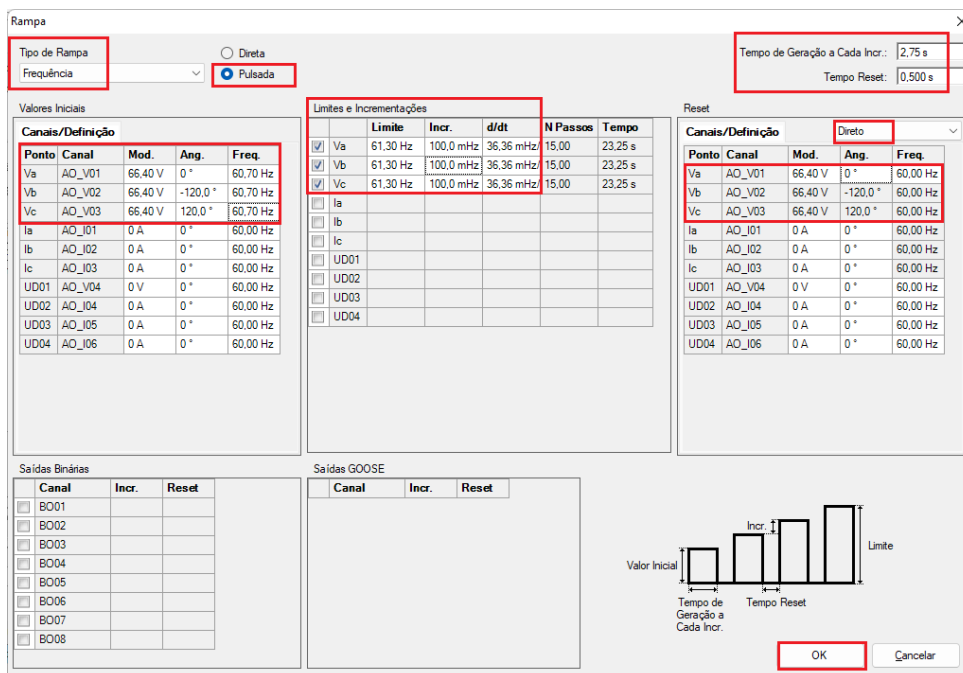 Rampa
Tipo de Rampa
Frequência
Direta
Pulsada
Tempo de Geração a Cada Incr.: 2,75 s
Tempo Reset: 0,500 s
Valores Iniciais
Canais/Definição
Ponto Canal Mod. Ang. Freq.
Va AO_V01 66,40 V 0 ° 60,70 Hz
Vb AO_V02 66,40 V -120,0 ° 60,70 Hz
Vc AO_V03 66,40 V 120,0 ° 60,70 Hz
Ia AO_I01 0 A 0 ° 60,00 Hz
Ib AO_I02 0 A 0 ° 60,00 Hz
Ic AO_I03 0 A 0 ° 60,00 Hz
UD01 AO_V04 0 V 0 ° 60,00 Hz
UD02 AO_I04 0 A 0 ° 60,00 Hz
UD03 AO_I05 0 A 0 ° 60,00 Hz
UD04 AO_I06 0 A 0 ° 60,00 Hz
Limites e Incrementações
Limite Incr. d/dt N Passos Tempo
Va 61,30 Hz 100,0 mHz 36,36 mHz/ 15,00 23,25 s
Vb 61,30 Hz 100,0 mHz 36,36 mHz/ 15,00 23,25 s
Vc 61,30 Hz 100,0 mHz 36,36 mHz/ 15,00 23,25 s
Ia
Ib
Ic
UD01
UD02
UD03
UD04
Reset
Canais/Definição Direto
Ponto Canal Mod. Ang. Freq.
Va AO_V01 66,40 V 0 ° 60,00 Hz
Vb AO_V02 66,40 V -120,0 ° 60,00 Hz
Vc AO_V03 66,40 V 120,0 ° 60,00 Hz
Ia AO_I01 0 A 0 ° 60,00 Hz
Ib AO_I02 0 A 0 ° 60,00 Hz
Ic AO_I03 0 A 0 ° 60,00 Hz
UD01 AO_V04 0 V 0 ° 60,00 Hz
UD02 AO_I04 0 A 0 ° 60,00 Hz
UD03 AO_I05 0 A 0 ° 60,00 Hz
UD04 AO_I06 0 A 0 ° 60,00 Hz
Saídas Binárias
Canal Incr. Reset
BO01
BO02
BO03
BO04
BO05
BO06
BO07
BO08
Saídas GOOSE
Canal Incr. Reset
Incr.
Limite
Valor Inicial
Tempo de
Geração a
Cada Incr.
Tempo Reset
OK
Cancelar